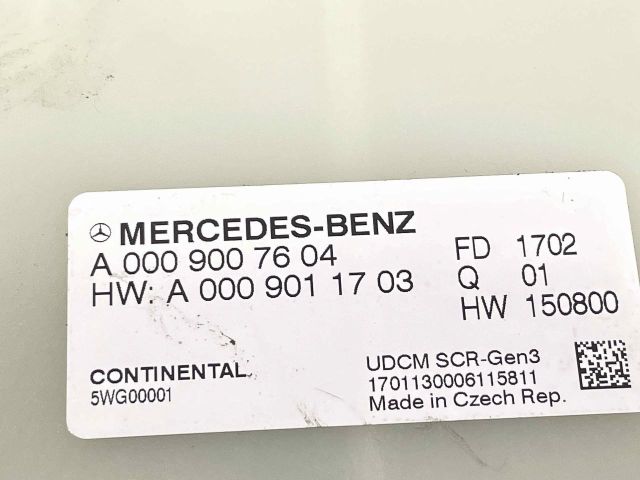 MERCEDES-BENZ
A 000 900 76 04
HW: A 000 901 17 03
FD 1702
Q 01
HW 150800
CONTINENTAL
5WG00001
UDCM SCR-Gen3
1701130006115811
Made in Czech Rep.